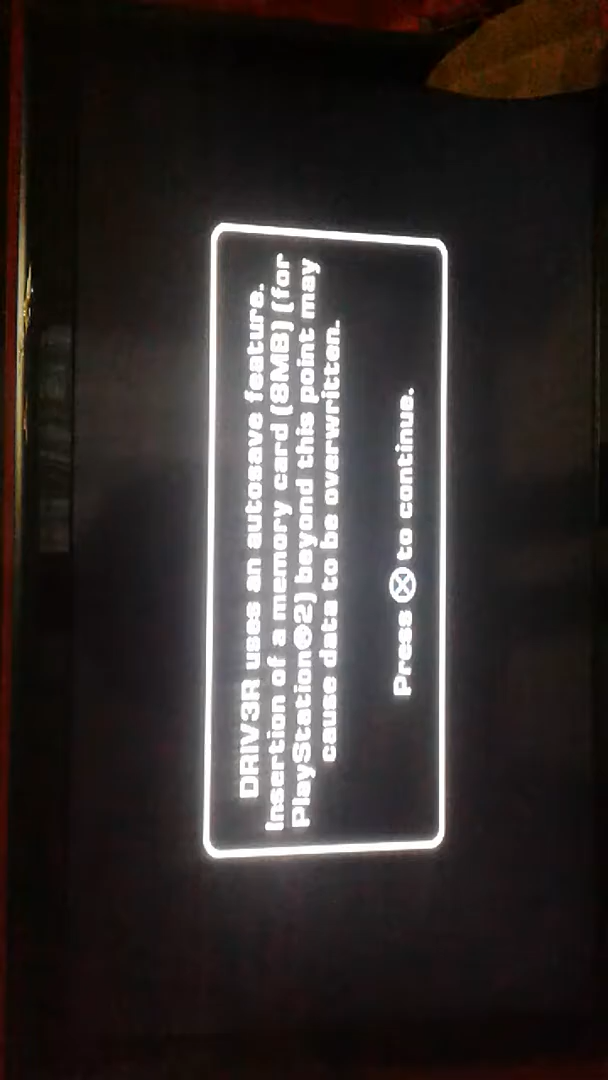 DRIV3R uses an autosave feature.
Insertion of a memory card (8MB) (for
PlayStation®2) beyond this point may
cause data to be overwritten.
Press ⊗ to continue.